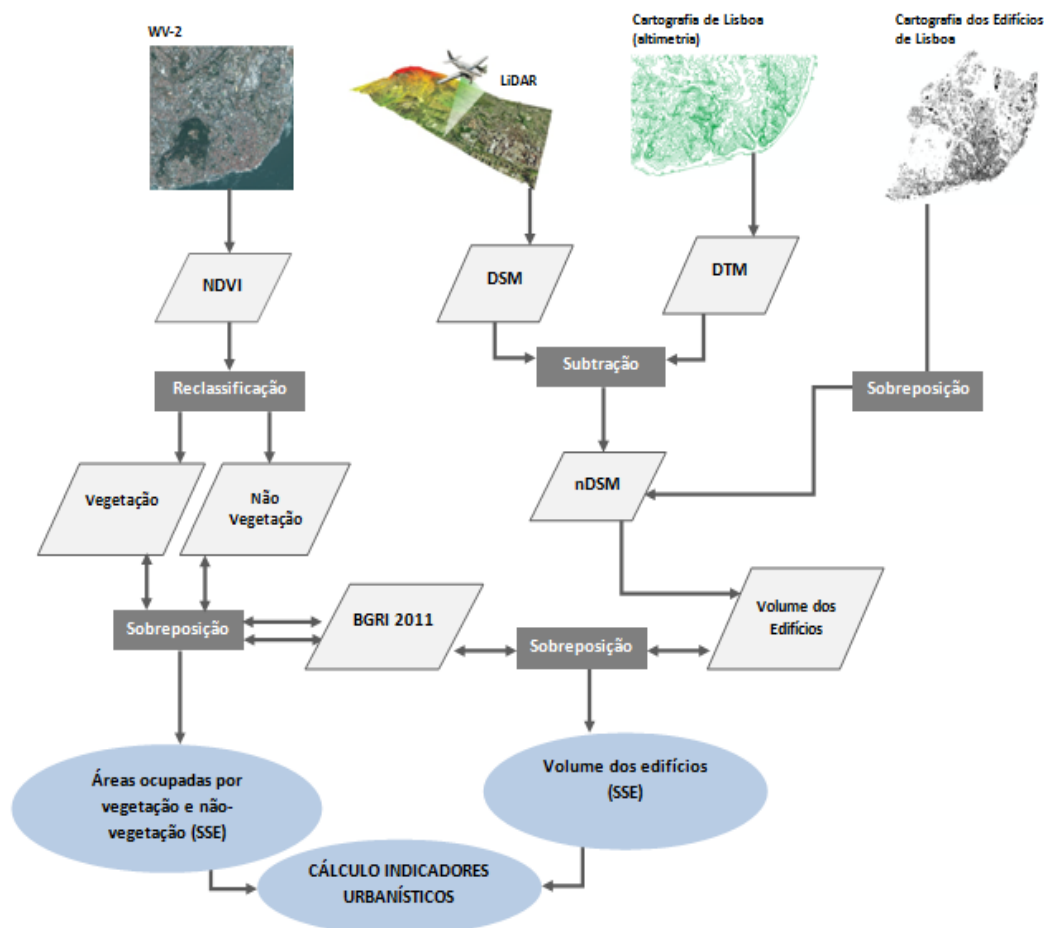 WV-2
LiDAR
Cartografia de Lisboa
(altimetria)
Cartografia dos Edifícios
de Lisboa
NDVI
DSM
DTM
Reclassificação
Subtração
Sobreposição
Vegetação
Não
Vegetação
nDSM
Sobreposição
BGRI 2011
Sobreposição
Volume dos
Edifícios
Áreas ocupadas por
vegetação e não-
vegetação (SSE)
Volume dos edifícios
(SSE)
CÁLCULO INDICADORES
URBANÍSTICOS